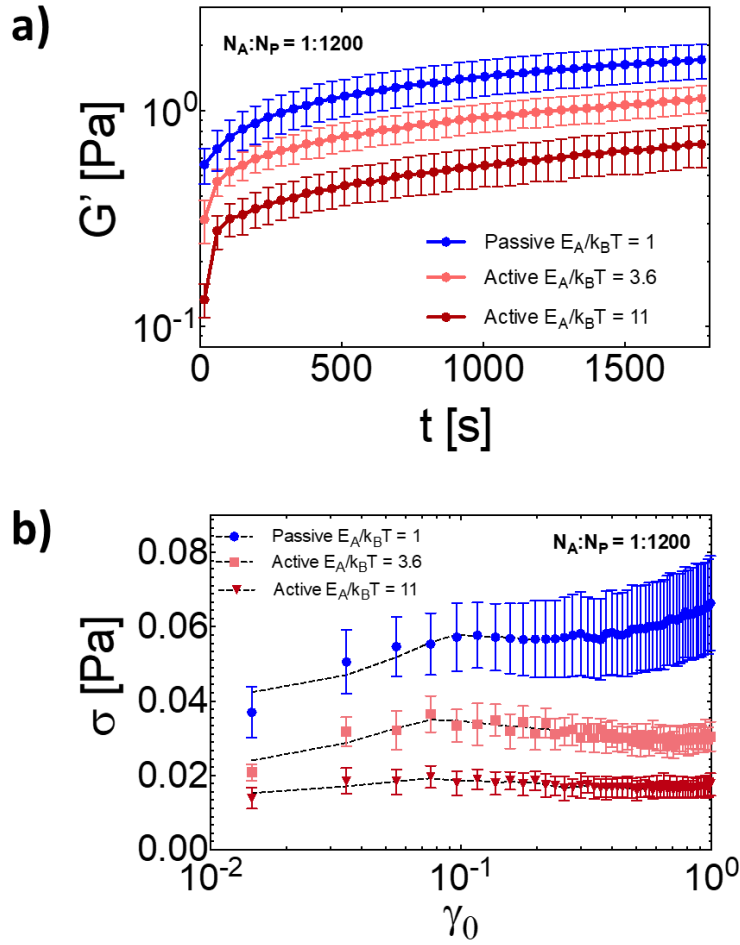 a)
N_A:N_P = 1:1200
G’ [Pa]
10^0
10^-1
Passive E_A/k_BT = 1
Active E_A/k_BT = 3.6
Active E_A/k_BT = 11
0 500 1000 1500
t [s]
b)
Passive E_A/k_BT = 1
Active E_A/k_BT = 3.6
Active E_A/k_BT = 11
N_A:N_P = 1:1200
σ [Pa]
0.08
0.06
0.04
0.02
0.00
10^-2 10^-1 10^0
γ_0